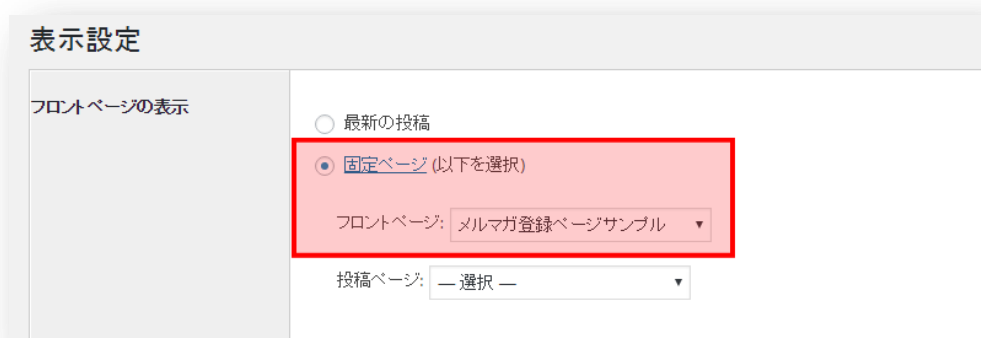 表示設定
フロントページの表示
最新の投稿
固定ページ (以下を選択)
フロントページ: メルマガ登録ページサンプル
投稿ページ: — 選択 —